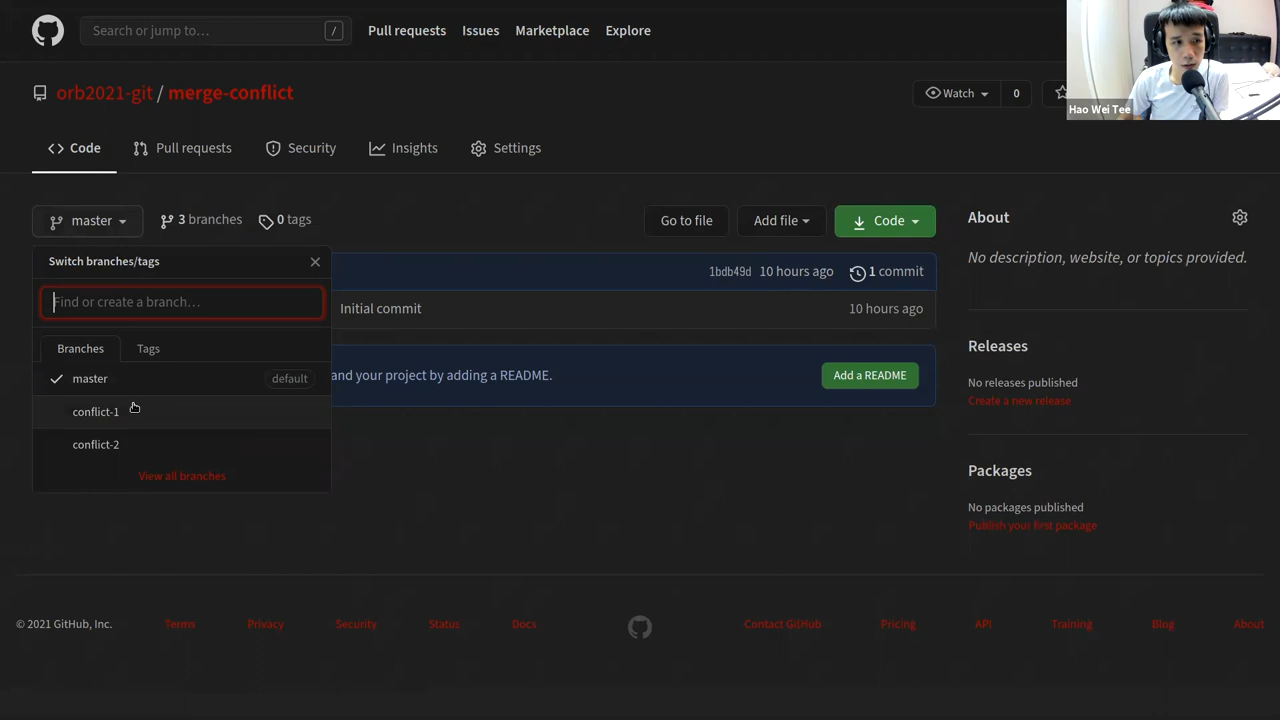 Search or jump to… /
Pull requests Issues Marketplace Explore
Hao Wei Tee
orb2021-git / merge-conflict
Watch 0
Code Pull requests Security Insights Settings
master 3 branches 0 tags
Go to file Add file Code
Switch branches/tags
Find or create a branch…
Branches Tags
master default
conflict-1
conflict-2
View all branches
1bdb49d 10 hours ago 1 commit
Initial commit 10 hours ago
and your project by adding a README. Add a README
About
No description, website, or topics provided.
Releases
No releases published
Create a new release
Packages
No packages published
Publish your first package
© 2021 GitHub, Inc. Terms Privacy Security Status Docs Contact GitHub Pricing API Training Blog About